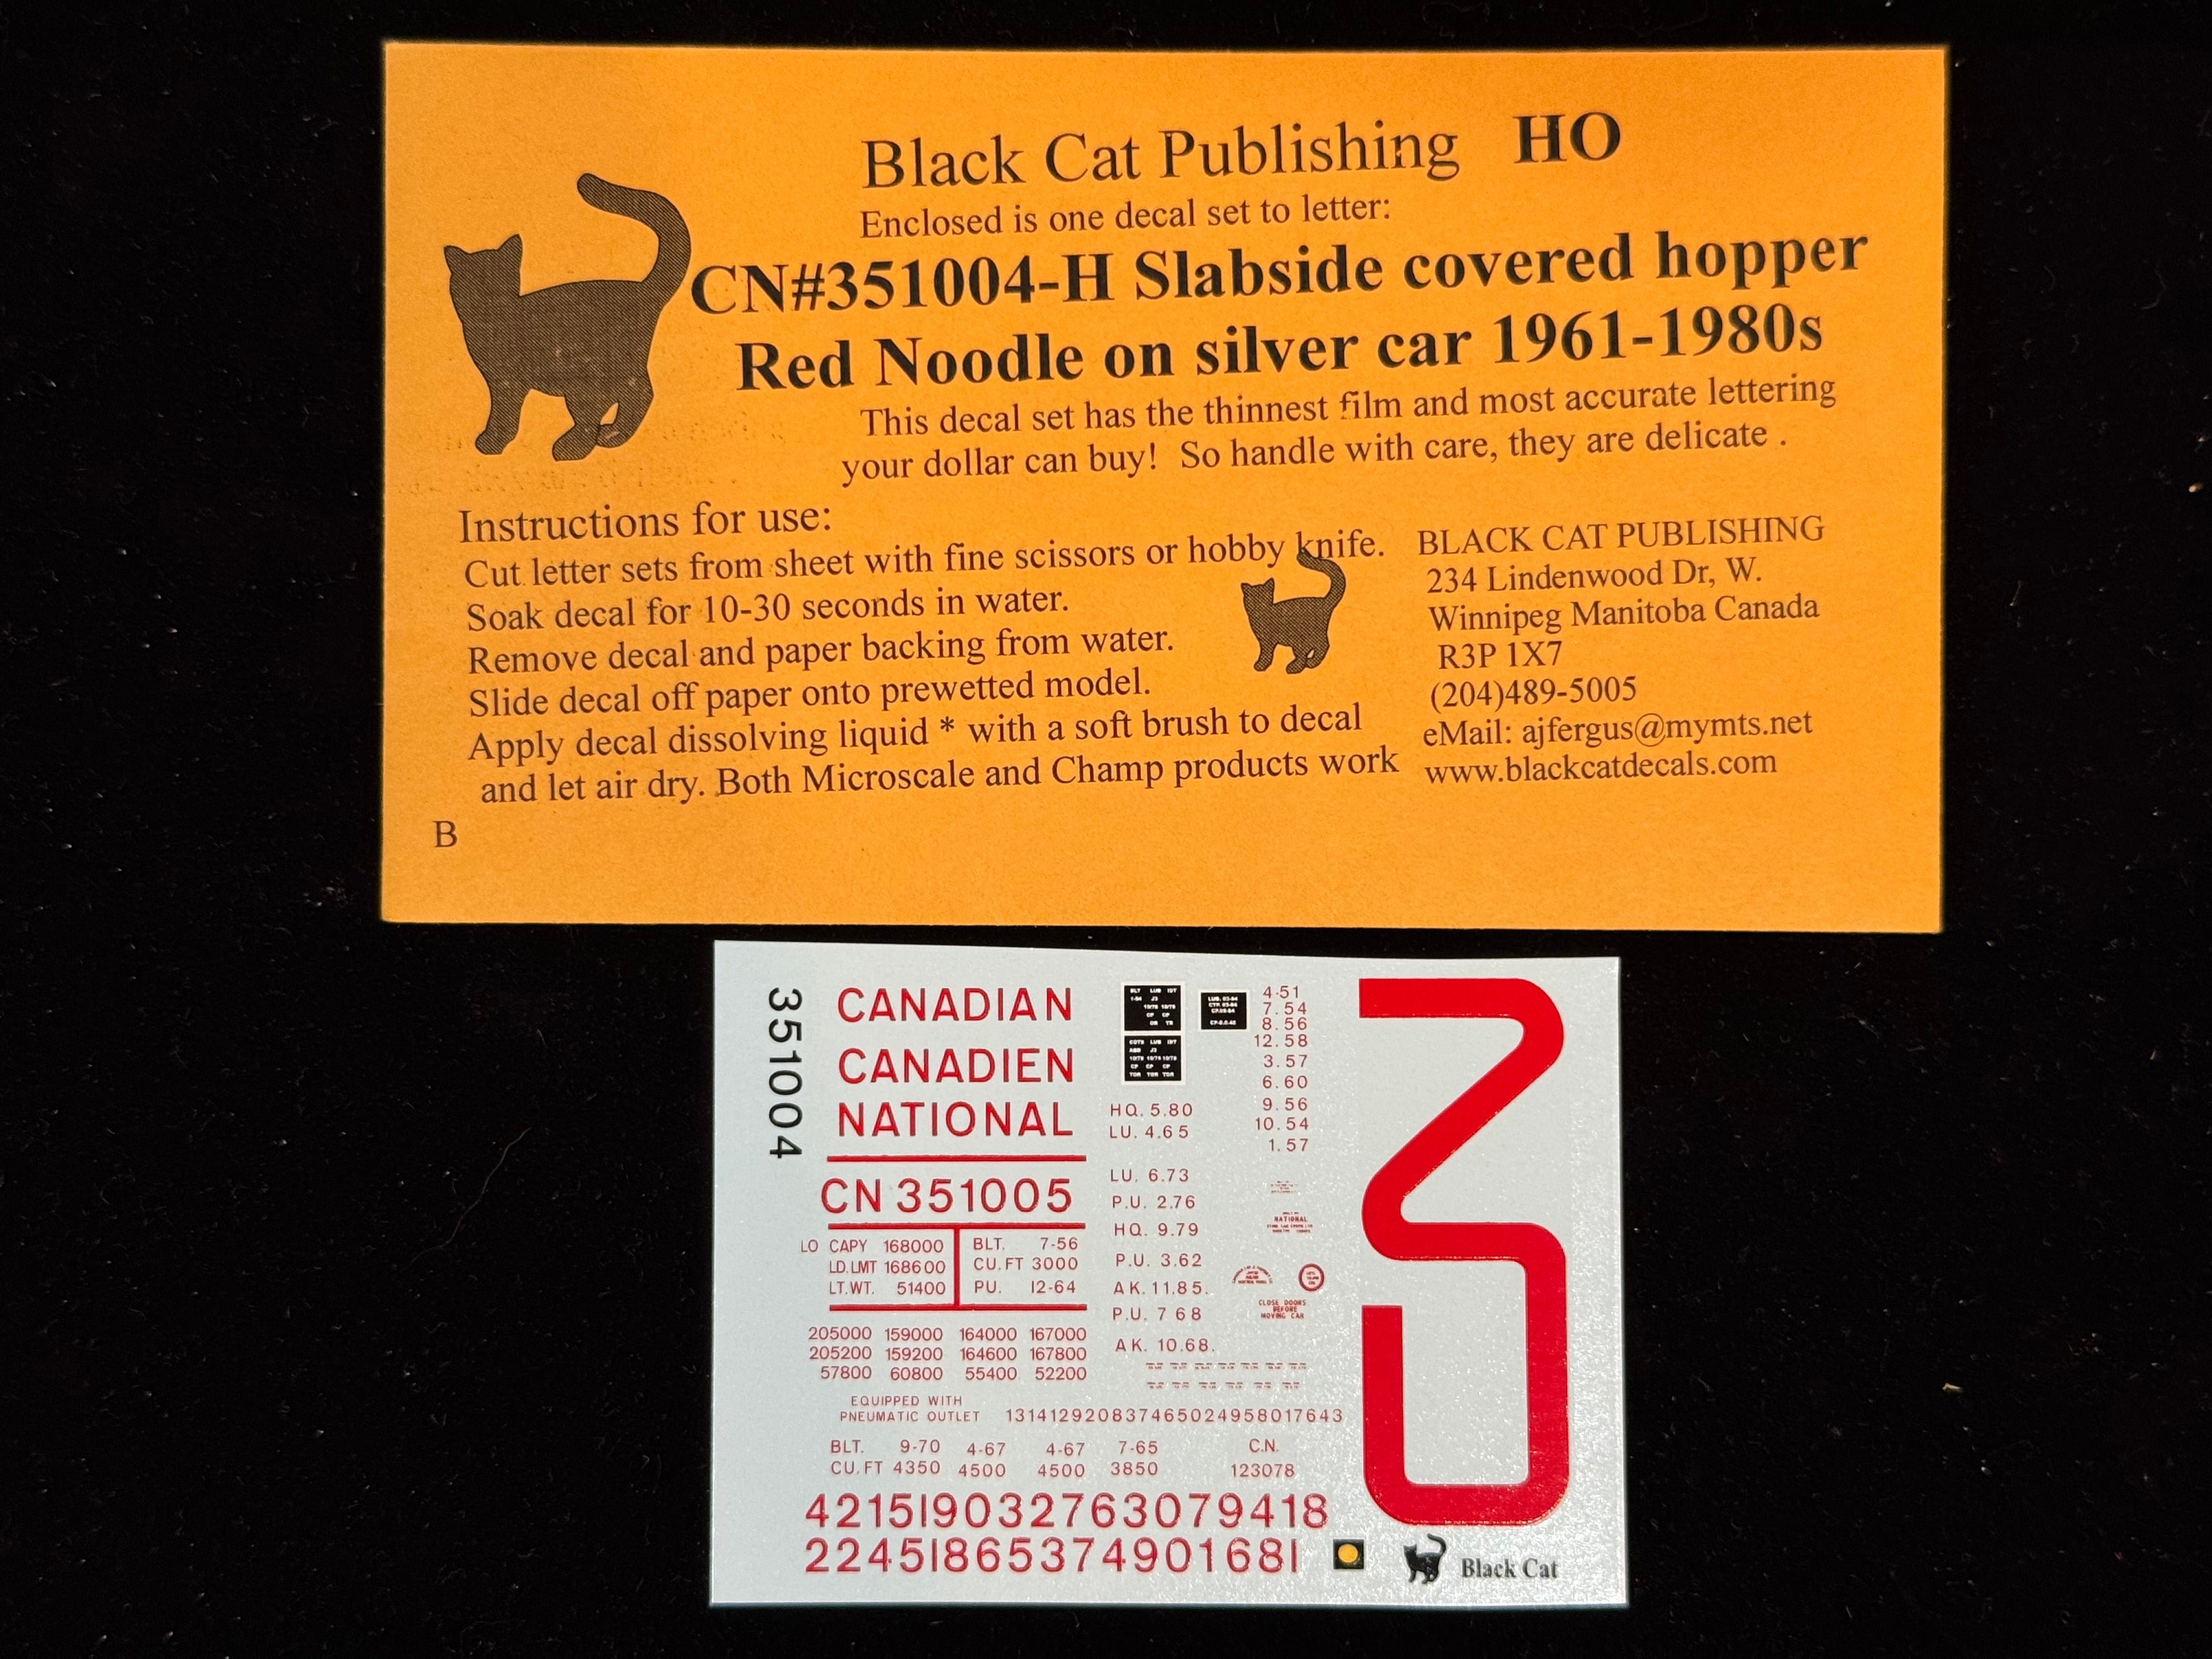 Black Cat Publishing HO
Enclosed is one decal set to letter:
CN#351004-H Slabside covered hopper
Red Noodle on silver car 1961-1980s
This decal set has the thinnest film and most accurate lettering
your dollar can buy! So handle with care, they are delicate .
Instructions for use:
Cut letter sets from sheet with fine scissors or hobby knife.
Soak decal for 10-30 seconds in water.
Remove decal and paper backing from water.
Slide decal off paper onto prewetted model.
Apply decal dissolving liquid * with a soft brush to decal
and let air dry. Both Microscale and Champ products work
B
BLACK CAT PUBLISHING
234 Lindenwood Dr, W.
Winnipeg Manitoba Canada
R3P 1X7
(204)489-5005
eMail: ajfergus@mymts.net
www.blackcatdecals.com
351004
CANADIAN
CANADIEN
NATIONAL
CN 351005
LO CAPY 168000
LD.LMT 168600
LT.WT. 51400
BLT. 7-56
CU.FT 3000
PU. 12-64
205000 159000 164000 167000
205200 159200 164600 167800
57800 60800 55400 52200
EQUIPPED WITH
PNEUMATIC OUTLET
131412920837465024958017643
BLT. 9-70 4-67 4-67 7-65
CU.FT 4350 4500 4500 3850
C.N.
123078
421519032763079418
22451865374901681
HQ. 5.80
LU. 4.65
LU. 6.73
P.U. 2.76
HQ. 9.79
P.U. 3.62
AK. 11.85.
P.U. 7 68
AK. 10.68.
4-51
7.54
8.56
12.58
3.57
6.60
9.56
10.54
1.57
NATIONAL
CLOSE DOORS
BEFORE
MOVING CAR
CN
Black Cat